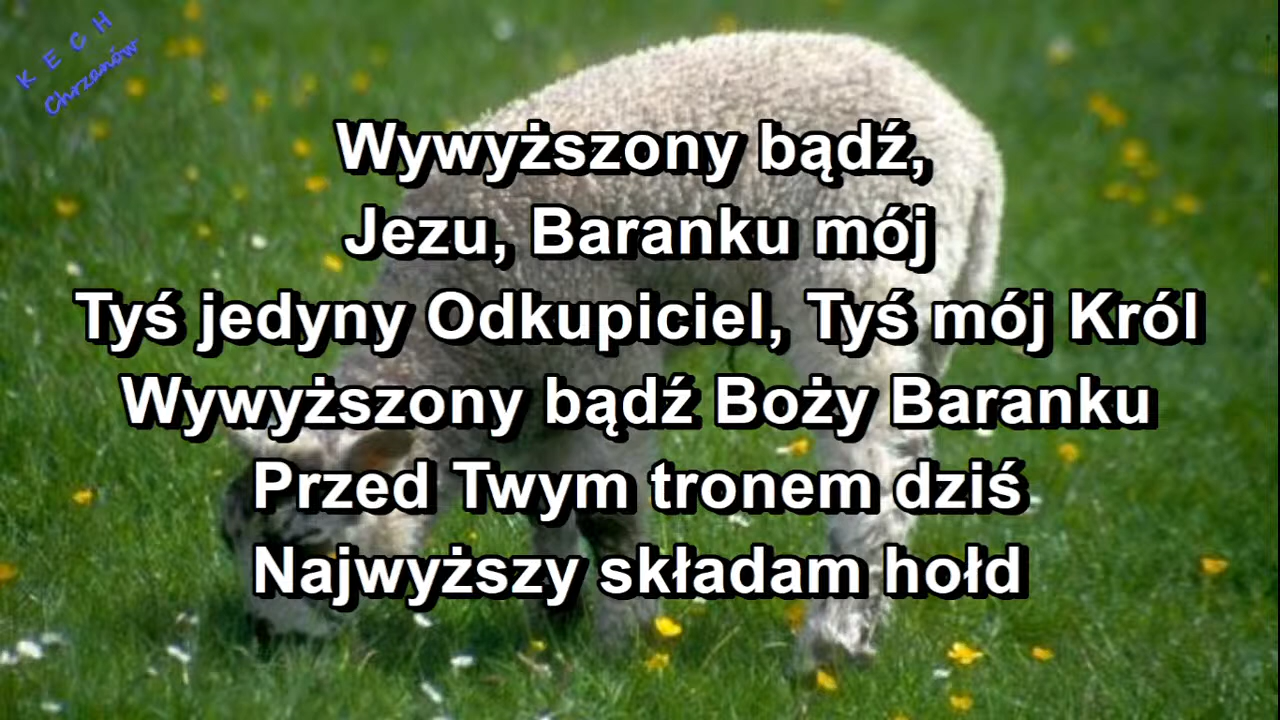 K E C H
Chrzanów
Wywyższony bądź,
Jezu, Baranku mój
Tyś jedyny Odkupiciel, Tyś mój Król
Wywyższony bądź Boży Baranku
Przed Twym tronem dziś
Najwyższy składam hołd